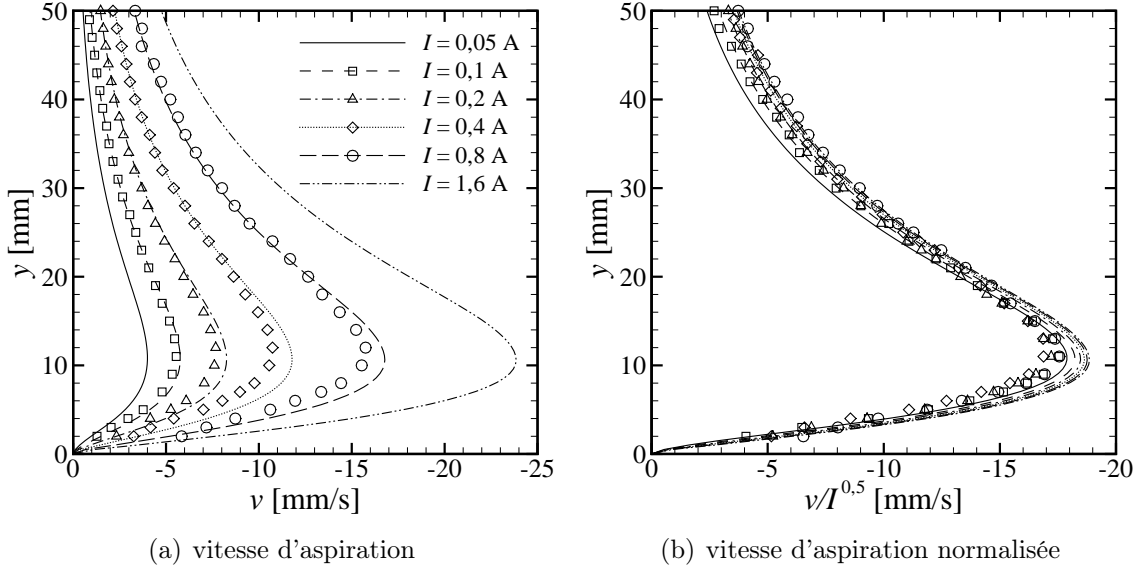 50
40
30
20
10
0
y [mm]
0
-5
-10
-15
-20
-25
v [mm/s]
I = 0,05 A
I = 0,1 A
I = 0,2 A
I = 0,4 A
I = 0,8 A
I = 1,6 A
(a) vitesse d'aspiration
50
40
30
20
10
0
y [mm]
0
-5
-10
-15
-20
v/I^0,5 [mm/s]
(b) vitesse d'aspiration normalisée